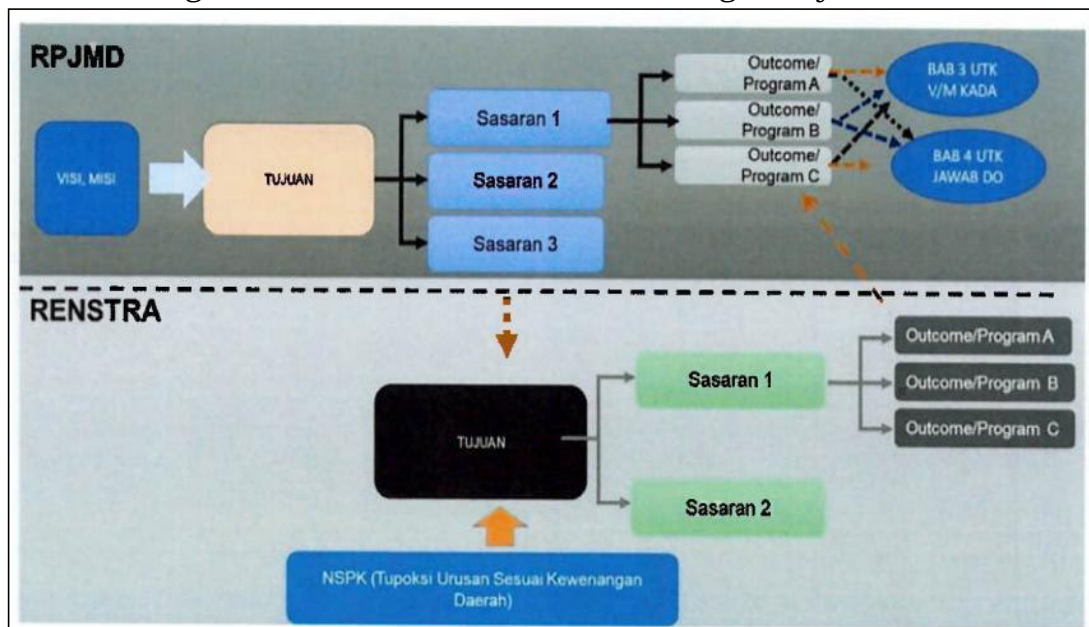 RPJMD
VISI, MISI
TUJUAN
Sasaran 1
Sasaran 2
Sasaran 3
Outcome/
Program A
Outcome/
Program B
Outcome/
Program C
BAB 3 UTK
V/M KADA
BAB 4 UTK
JAWAB DO
RENSTRA
TUJUAN
Sasaran 1
Sasaran 2
Outcome/Program A
Outcome/Program B
Outcome/Program C
NSPK (Tupoksi Urusan Sesuai Kewenangan
Daerah)